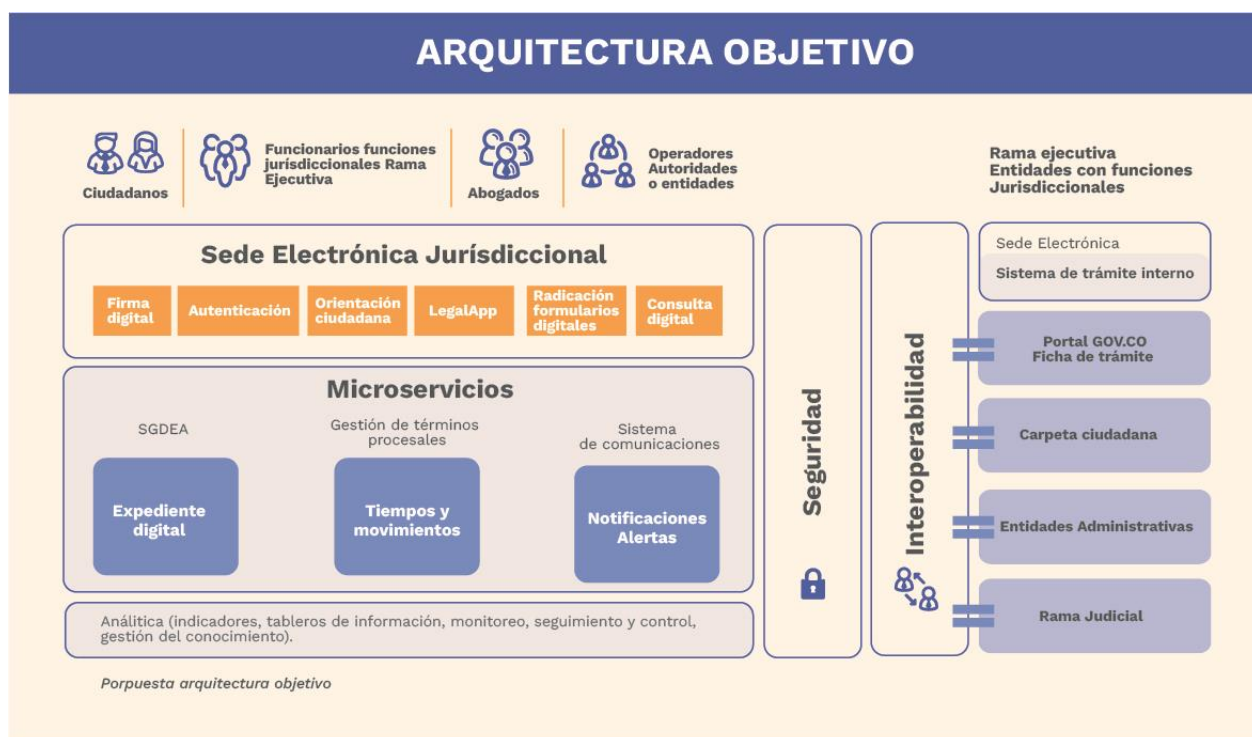 ARQUITECTURA OBJETIVO
Ciudadanos
Funcionarios funciones
jurísdiccionales Rama
Ejecutiva
Abogados
Operadores
Autoridades
o entidades
Rama ejecutiva
Entidades con funciones
Jurisdiccionales
Sede Electrónica Jurísdiccional
Firma
digital
Autenticación
Orientación
ciudadana
LegalApp
Radicación
formularios
digitales
Consulta
digital
Microservicios
SGDEA
Gestión de términos
procesales
Sistema
de comunicaciones
Expediente
digital
Tiempos y
movimientos
Notificaciones
Alertas
Análitica (indicadores, tableros de información, monitoreo, seguimiento y control,
gestión del conocimiento).
Seguridad
Interoperabilidad
Sede Electrónica
Sistema de trámite interno
Portal GOV.CO
Ficha de trámite
Carpeta ciudadana
Entidades Administrativas
Rama Judicial
Porpuesta arquitectura objetivo